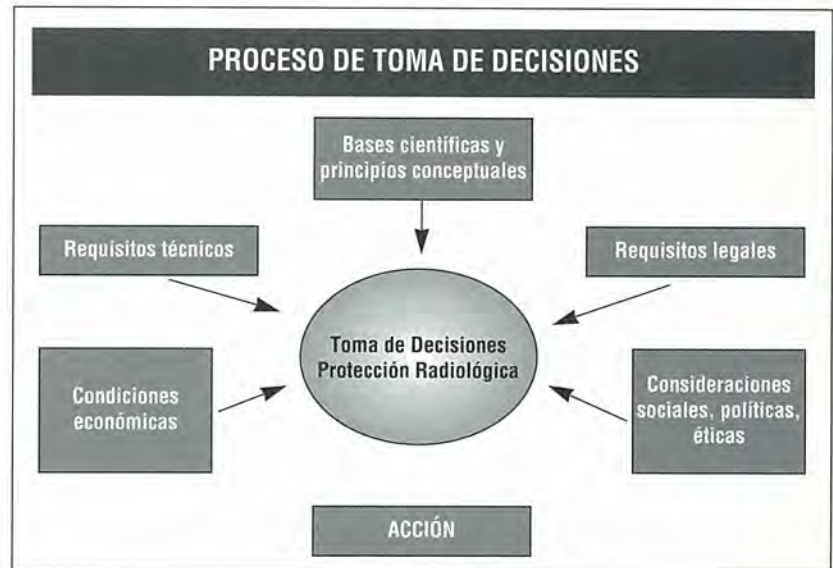 PROCESO DE TOMA DE DECISIONES
Bases científicas y
principios conceptuales
Requisitos técnicos
Requisitos legales
Toma de Decisiones
Protección Radiológica
Condiciones
económicas
Consideraciones
sociales, políticas,
éticas
ACCIÓN